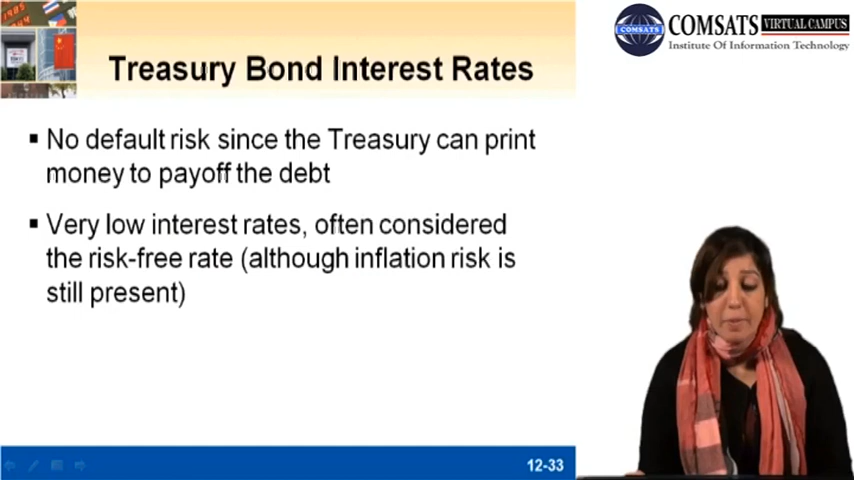 COMSATS VIRTUAL CAMPUS
COMSATS
Institute Of Information Technology
Treasury Bond Interest Rates
▪ No default risk since the Treasury can print
money to payoff the debt
▪ Very low interest rates, often considered
the risk-free rate (although inflation risk is
still present)
12-33